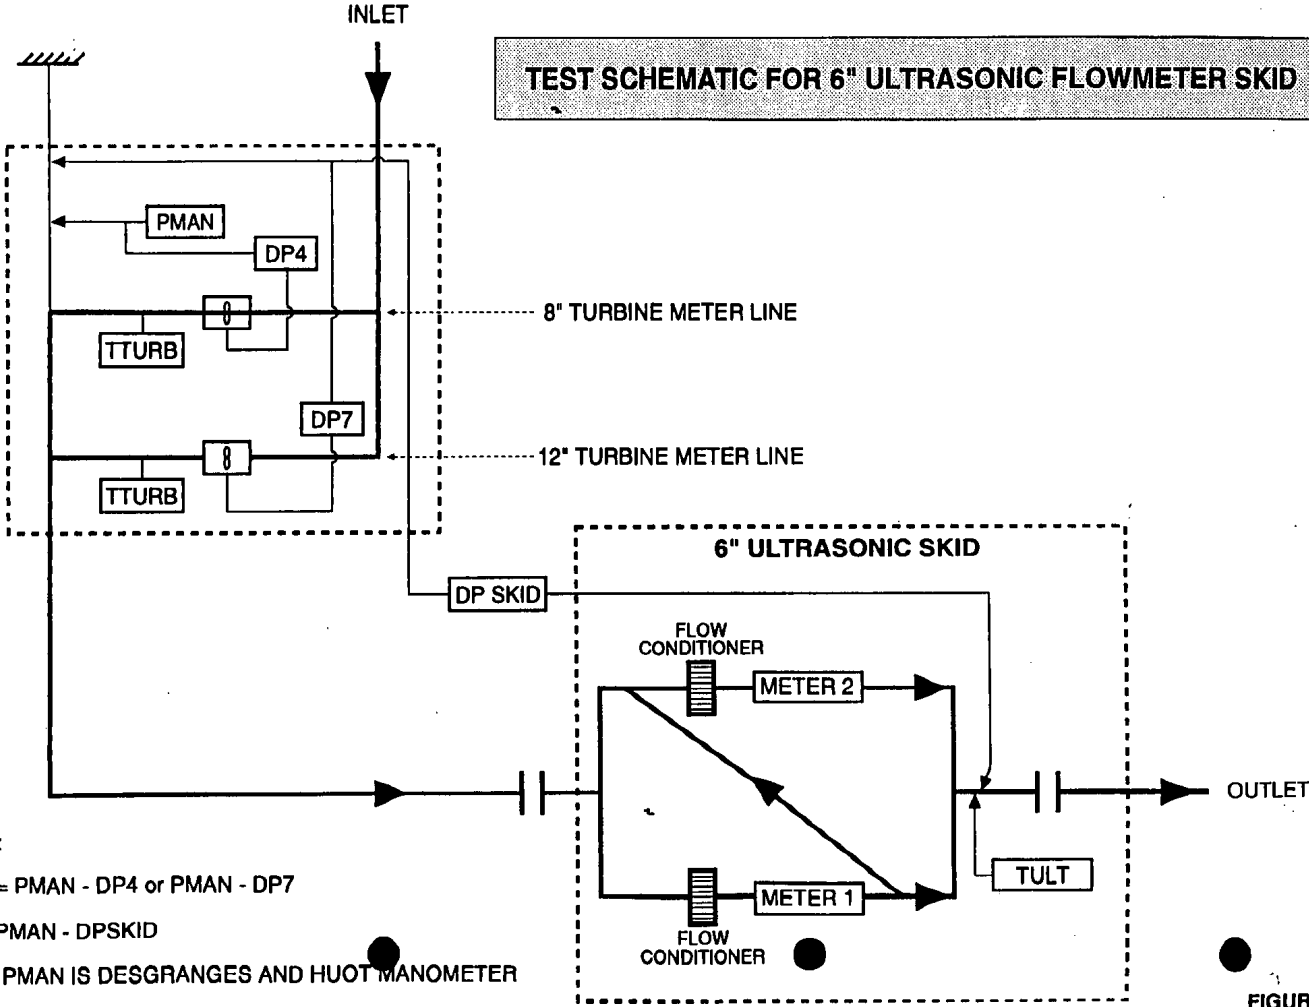 INLET
TEST SCHEMATIC FOR 6" ULTRASONIC FLOWMETER SKID
PMAN
DP4
8" TURBINE METER LINE
TTURB
DP7
12" TURBINE METER LINE
TTURB
6" ULTRASONIC SKID
DP SKID
FLOW
CONDITIONER
METER 2
OUTLET
:
= PMAN - DP4 or PMAN - DP7
TULT
METER 1
PMAN - DPSKID
FLOW
CONDITIONER
PMAN IS DESGRANGES AND HUOT MANOMETER
FIGUR